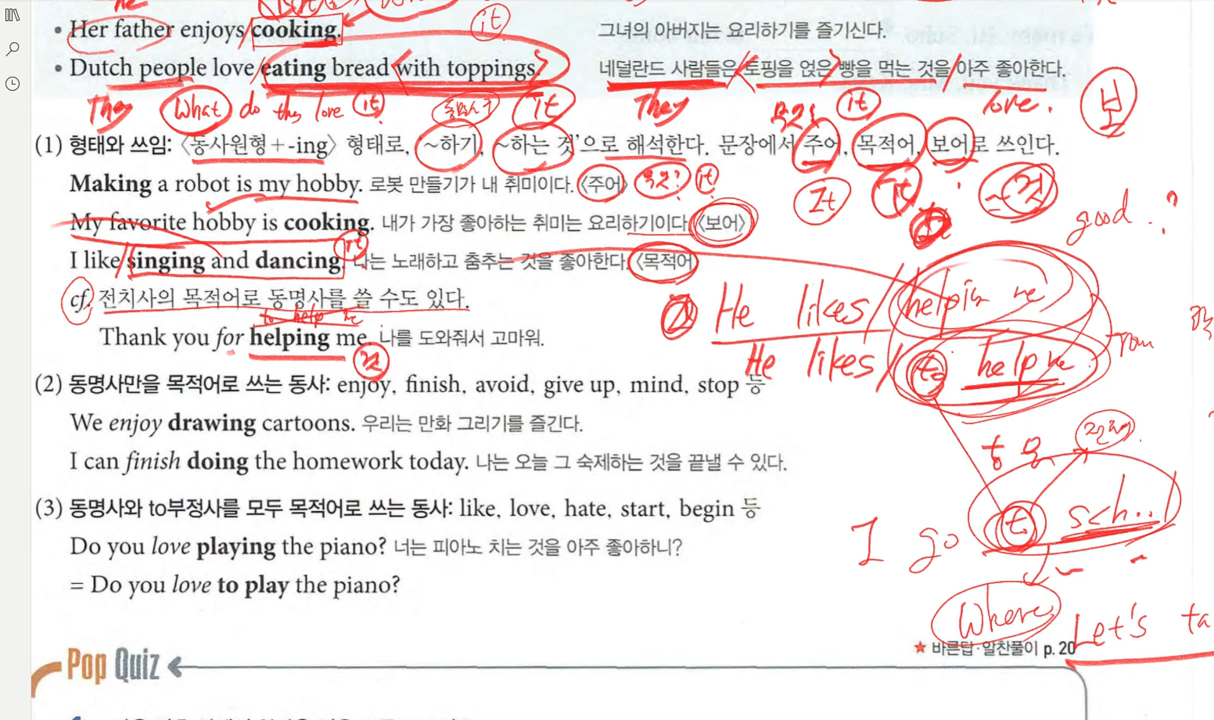 • Her father enjoys cooking. 그녀의 아버지는 요리하기를 즐기신다.
it
• Dutch people love eating bread with toppings. 네덜란드 사람들은 토핑을 얹은 빵을 먹는 것을 아주 좋아한다.
They What do they love it it They it love. 보
(1) 형태와 쓰임: 〈동사원형+-ing〉 형태로, '~하기, ~하는 것'으로 해석한다. 문장에서 주어, 목적어, 보어로 쓰인다.
Making a robot is my hobby. 로봇 만들기가 내 취미이다. 〈주어〉 it It It ~것
My favorite hobby is cooking. 내가 가장 좋아하는 취미는 요리하기이다. 〈보어〉 good.?
I like singing and dancing. 나는 노래하고 춤추는 것을 좋아한다. 〈목적어〉
it
cf. 전치사의 목적어로 동명사를 쓸 수도 있다. He likes helpin me
to help me
Thank you for helping me. 나를 도와줘서 고마워. He likes to help me
것
(2) 동명사만을 목적어로 쓰는 동사: enjoy, finish, avoid, give up, mind, stop 등
We enjoy drawing cartoons. 우리는 만화 그리기를 즐긴다.
I can finish doing the homework today. 나는 오늘 그 숙제하는 것을 끝낼 수 있다.
(3) 동명사와 to부정사를 모두 목적어로 쓰는 동사: like, love, hate, start, begin 등
I go to school
Do you love playing the piano? 너는 피아노 치는 것을 아주 좋아하니?
= Do you love to play the piano?
Where
Let's ta
★ 바른답·알찬풀이 p. 20
Pop Quiz